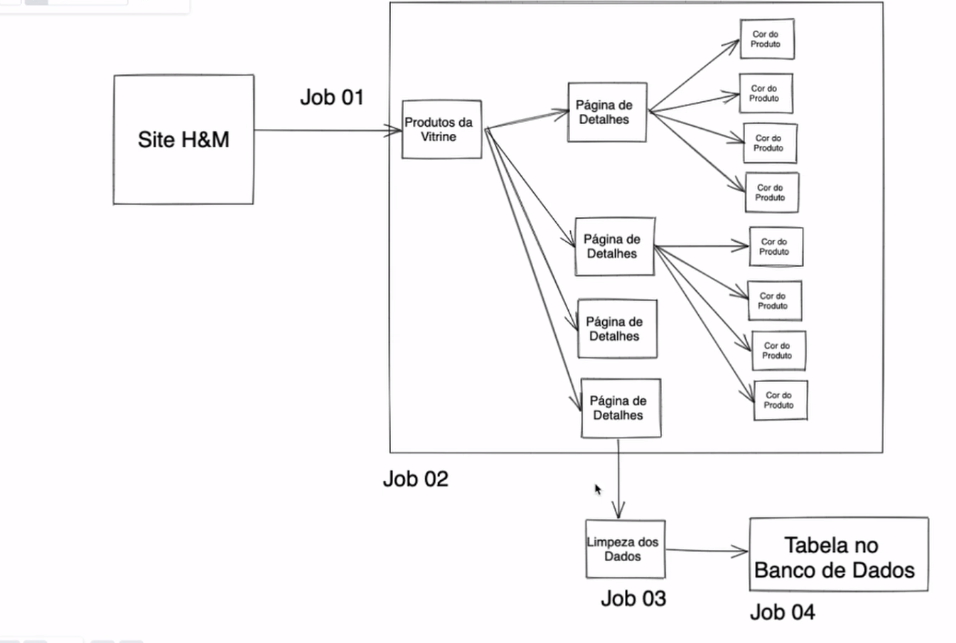 Job 01
Site H&M
Produtos da
Vitrine
Página de
Detalhes
Cor do
Produto
Cor do
Produto
Cor do
Produto
Cor do
Produto
Página de
Detalhes
Cor do
Produto
Cor do
Produto
Cor do
Produto
Cor do
Produto
Página de
Detalhes
Página de
Detalhes
Job 02
Limpeza dos
Dados
Job 03
Tabela no
Banco de Dados
Job 04